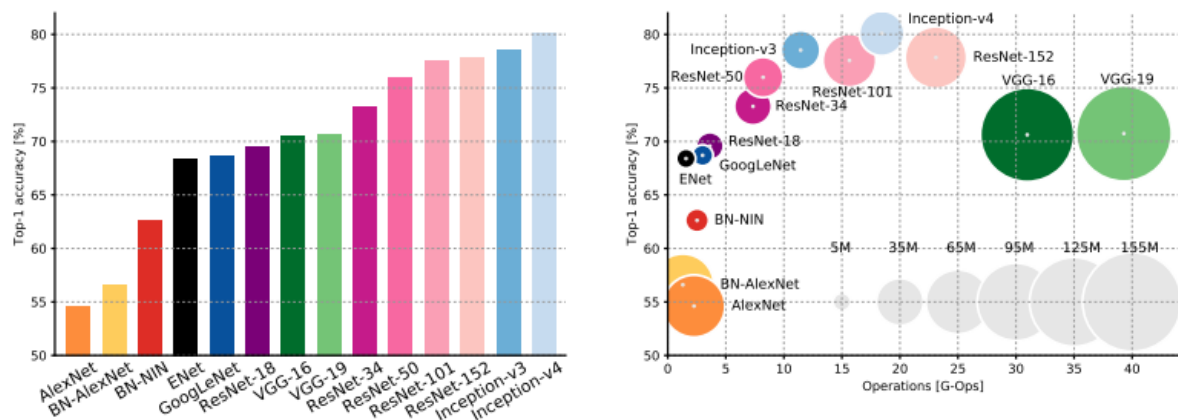 80
75
70
65
60
55
50
Top-1 accuracy [%]
AlexNet
BN-AlexNet
BN-NIN
ENet
GoogLeNet
ResNet-18
VGG-16
VGG-19
ResNet-34
ResNet-50
ResNet-101
ResNet-152
Inception-v3
Inception-v4
80
75
70
65
60
55
50
Top-1 accuracy [%]
Inception-v4
Inception-v3
ResNet-152
ResNet-50
VGG-16
VGG-19
ResNet-101
ResNet-34
ResNet-18
GoogLeNet
ENet
BN-NIN
5M 35M 65M 95M 125M 155M
BN-AlexNet
AlexNet
0 5 10 15 20 25 30 35 40
Operations [G-Ops]